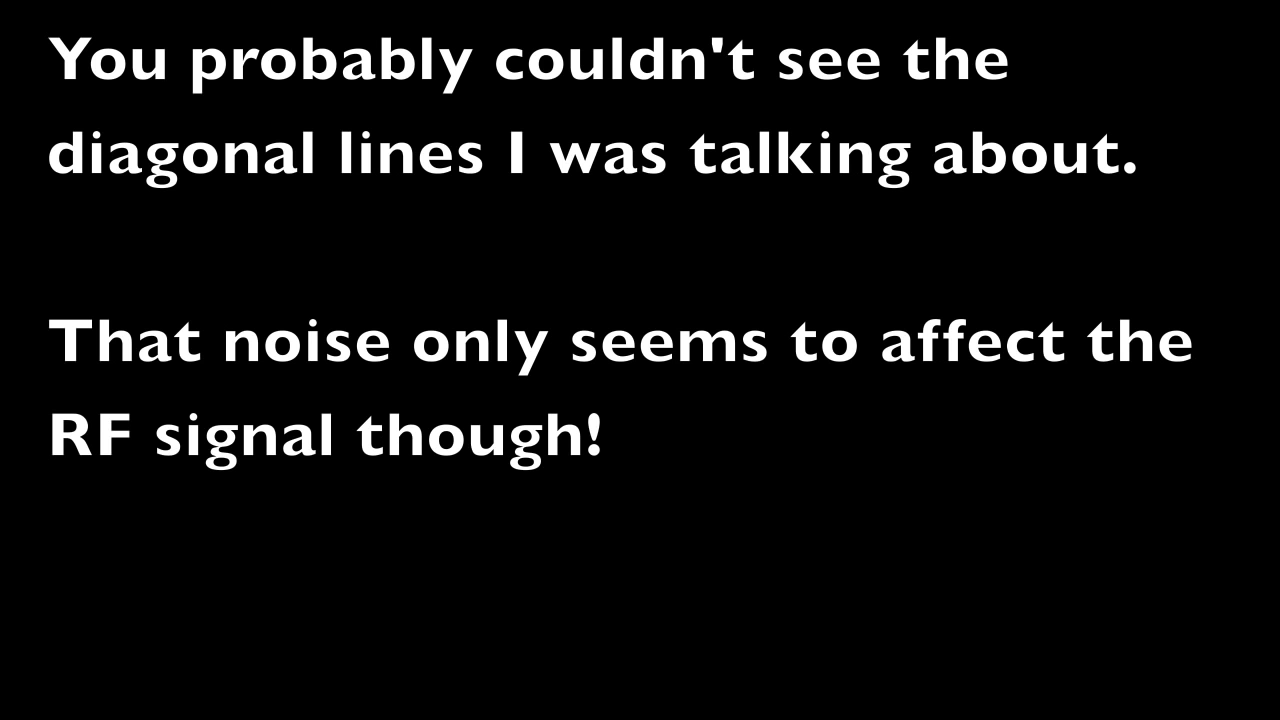 You probably couldn't see the
diagonal lines I was talking about.
That noise only seems to affect the
RF signal though!